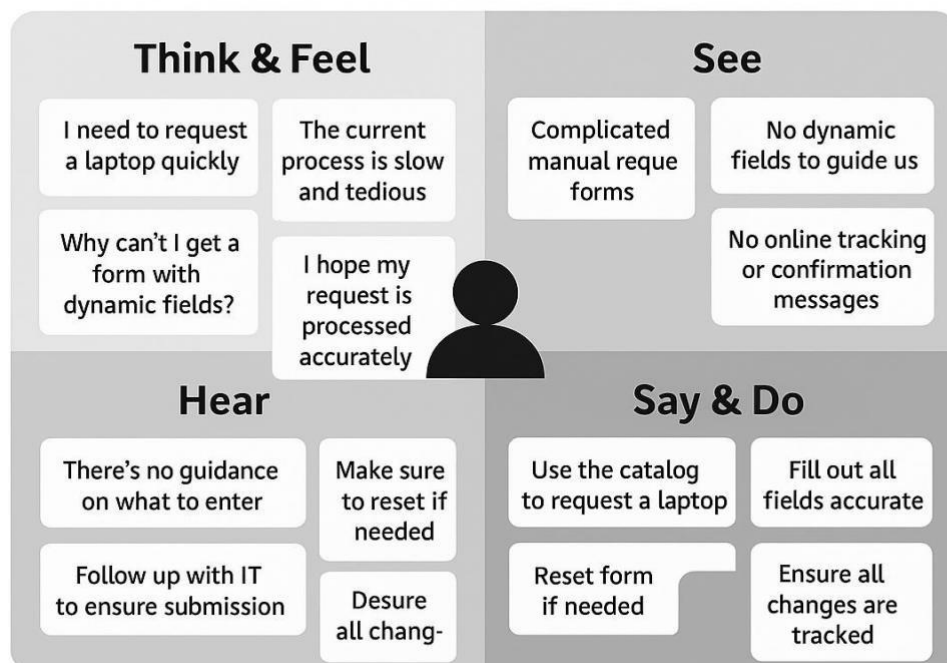 Think & Feel
I need to request
a laptop quickly
The current
process is slow
and tedious
Why can't I get a
form with
dynamic fields?
I hope my
request is
processed
accurately
See
Complicated
manual reque
forms
No dynamic
fields to guide us
No online tracking
or confirmation
messages
Hear
There's no guidance
on what to enter
Make sure
to reset if
needed
Follow up with IT
to ensure submission
Desure
all chang-
Say & Do
Use the catalog
to request a laptop
Fill out all
fields accurate
Reset form
if needed
Ensure all
changes are
tracked